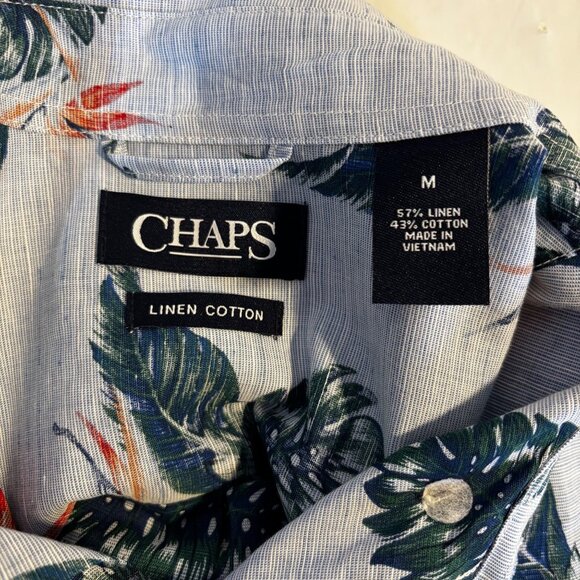 CHAPS
LINEN COTTON
M
57% LINEN
43% COTTON
MADE IN
VIETNAM